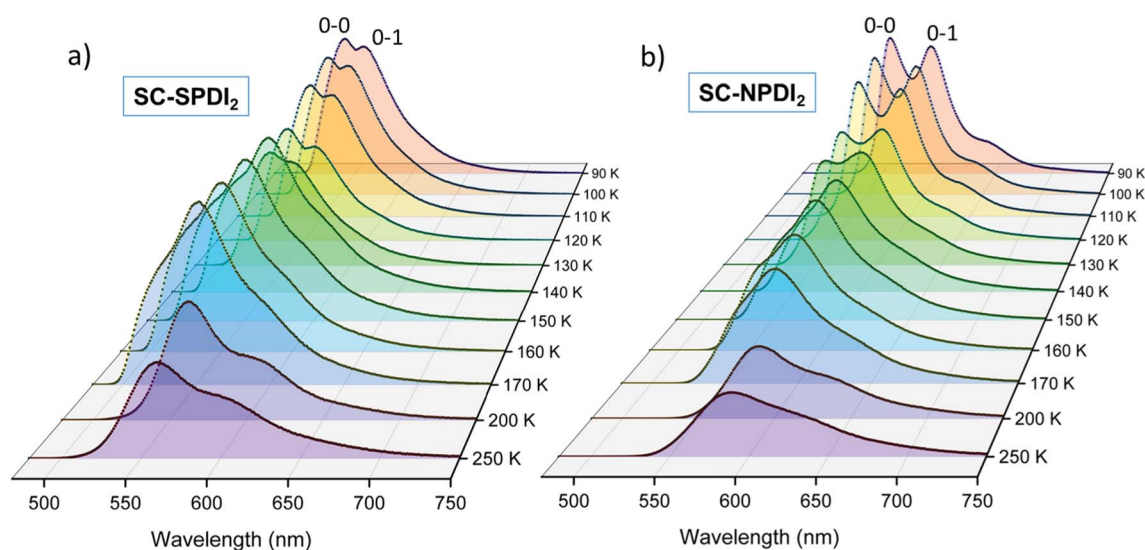 a)
SC-SPDI₂
0-0
0-1
90 K
100 K
110 K
120 K
130 K
140 K
150 K
160 K
170 K
200 K
250 K
500 550 600 650 700 750
Wavelength (nm)
b)
SC-NPDI₂
0-0
0-1
90 K
100 K
110 K
120 K
130 K
140 K
150 K
160 K
170 K
200 K
250 K
500 550 600 650 700 750
Wavelength (nm)